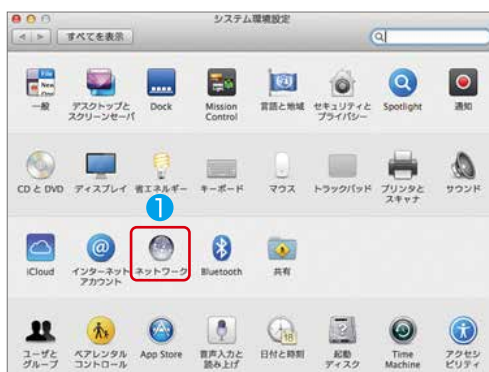 システム環境設定
すべてを表示
一般
デスクトップと
スクリーンセーバ
Dock
Mission
Control
言語と地域
セキュリティと
プライバシー
Spotlight
通知
CD と DVD
ディスプレイ
省エネルギー
キーボード
マウス
トラックパッド
プリンタと
スキャナ
サウンド
1
iCloud
インターネット
アカウント
ネットワーク
Bluetooth
共有
ユーザと
グループ
ペアレンタル
コントロール
App Store
音声入力と
読み上げ
日付と時刻
起動
ディスク
Time
Machine
アクセシ
ビリティ